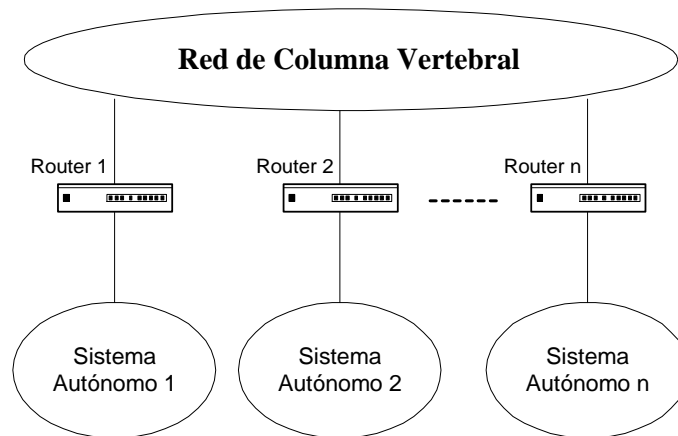 Red de Columna Vertebral
Router 1
Router 2
Router n
Sistema
Autónomo 1
Sistema
Autónomo 2
Sistema
Autónomo n